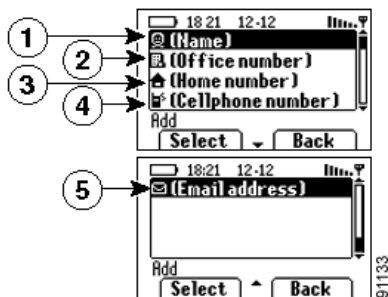 18 21 12-12
1 (Name)
2 (Office number)
3 (Home number)
4 (Cellphone number)
Add
Select Back
18:21 12-12
5 (Email address)
Add
Select Back
91133